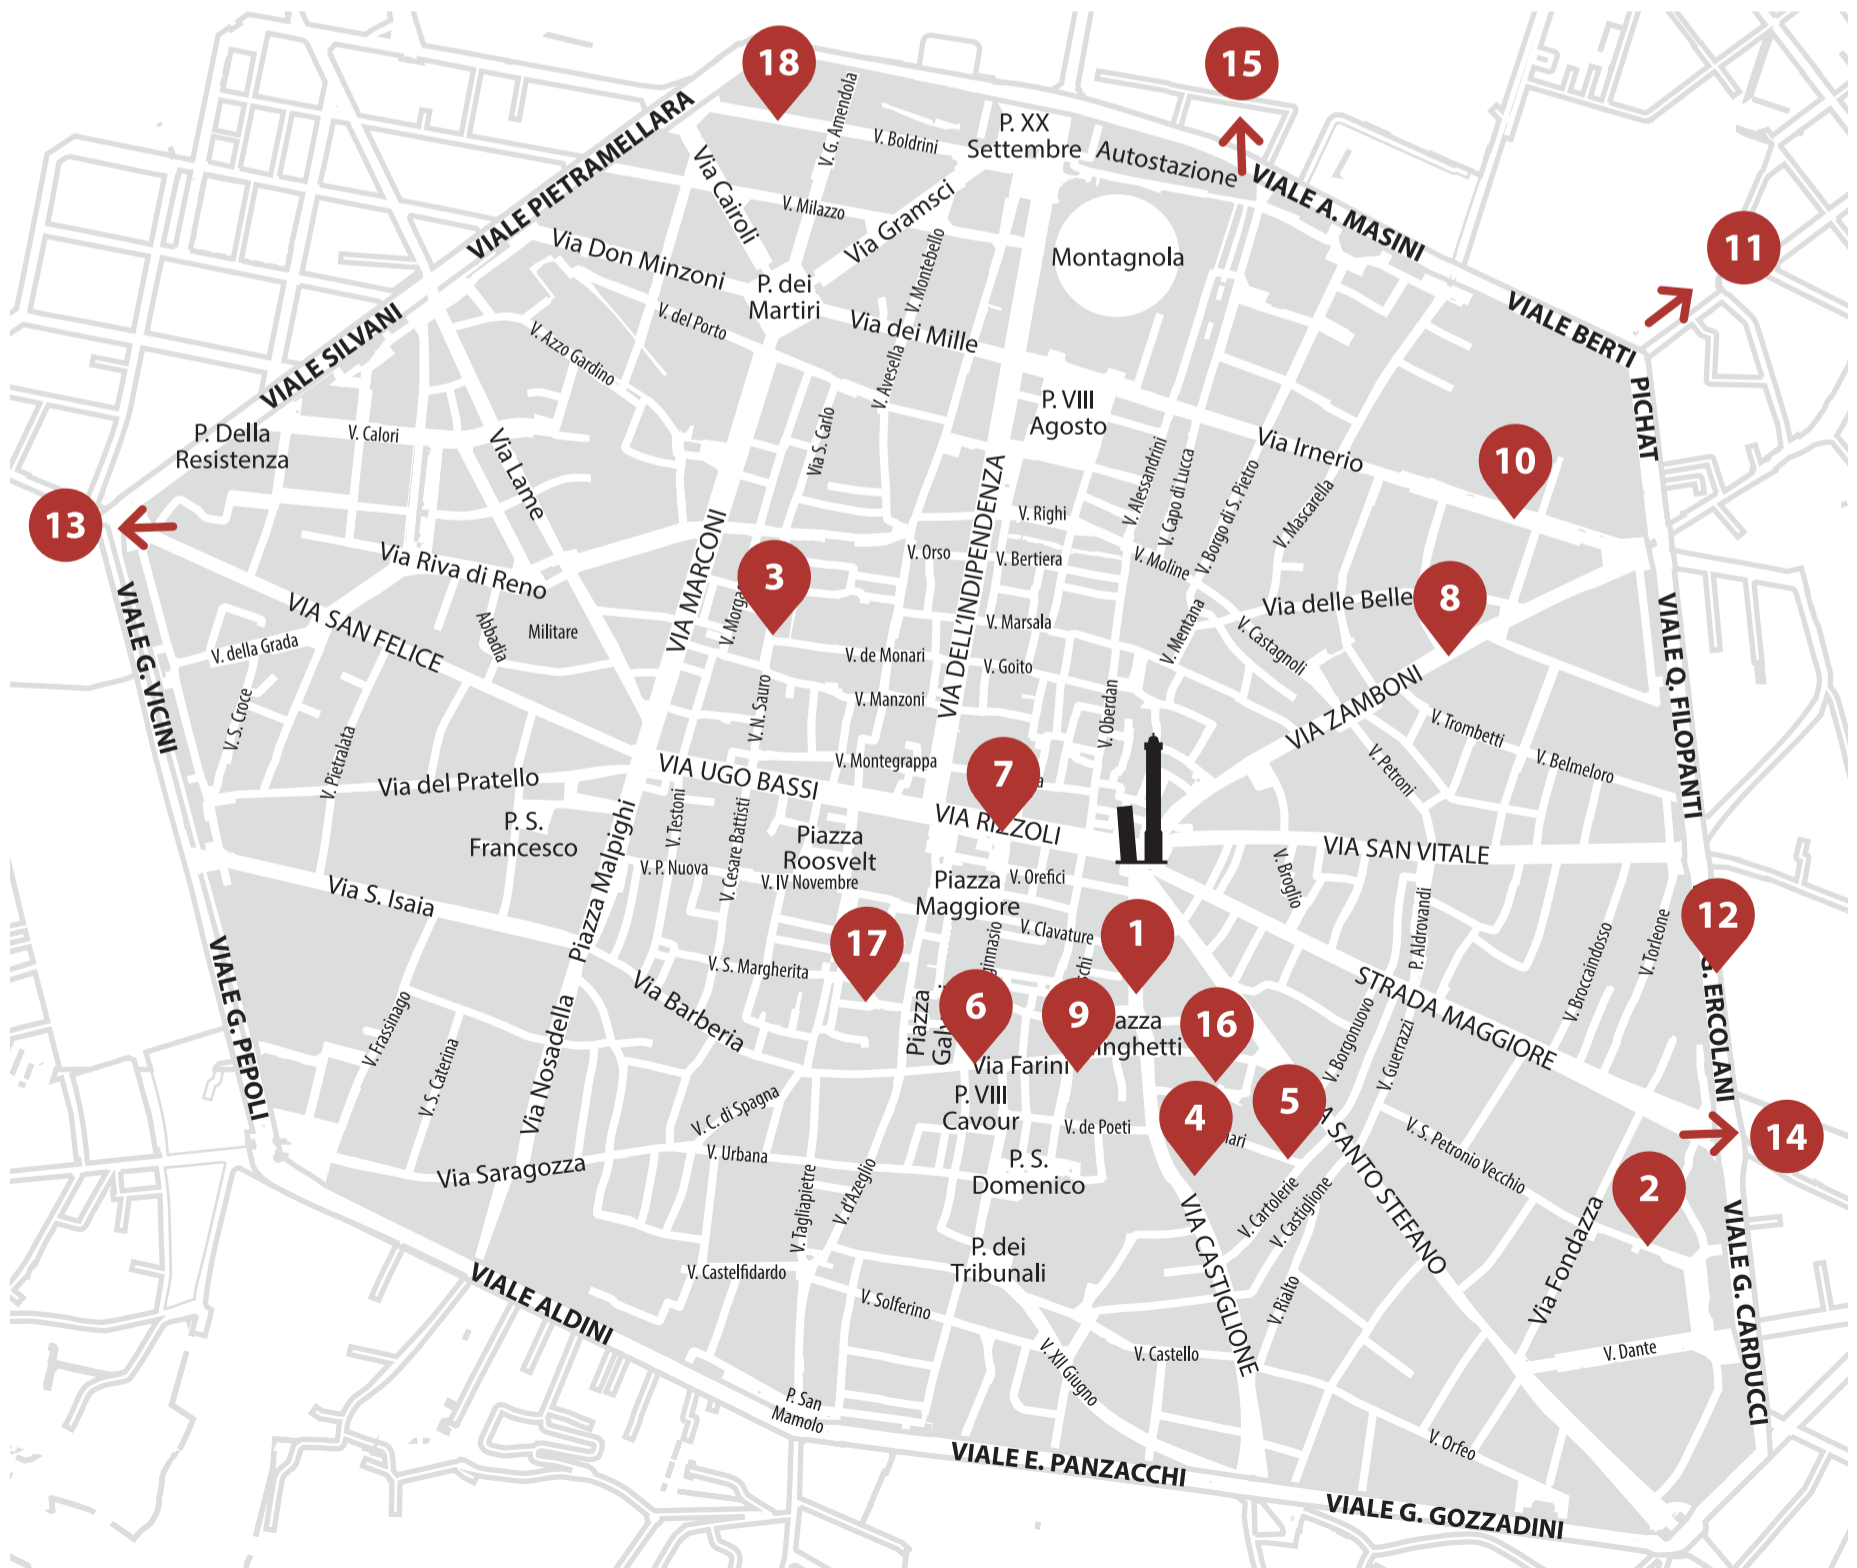 18
15
V. G. Amendola
V. Boldrini
P. XX
Settembre
Autostazione
VIALE PIETRAMELLARA
Via Cairoli
V. Milazzo
Via Gramsci
VIALE A. MASINI
11
Via Don Minzoni
P. dei
Martiri
V. Montebello
Montagnola
VIALE BERTI
PICHAT
V. del Porto
Via dei Mille
VIALE SILVANI
V. Azzo Gardino
V. Avesella
P. VIII
Agosto
P. Della
Resistenza
V. Calori
Via Lame
Via S. Carlo
Via Irnerio
10
V. Alessandrini
V. Capo di Lucca
V. Borgo di S. Pietro
V. Mascarella
13
V. Righi
VIA MARCONI
VIA DELL'INDIPENDENZA
V. Orso
V. Bertiera
V. Moline
Via Riva di Reno
3
V. Morga
8
Via delle Belle
VIA SAN FELICE
Abbadia
Militare
V. Marsala
V. Mentana
V. Castagnoli
VIALE G. VICINI
V. della Grada
V. de Monari
V. Goito
VIALE Q. FILOPANTI
V. S. Croce
V. N. Sauro
V. Manzoni
V. Oberdan
VIA ZAMBONI
V. Trombetti
V. Pietralata
Via del Pratello
VIA UGO BASSI
V. Montegrappa
7
V. Petroni
V. Belmeloro
P. S.
Francesco
Piazza Malpighi
V. Testoni
V. Cesare Battisti
Piazza
Roosvelt
VIA RIZZOLI
VIA SAN VITALE
V. P. Nuova
V. IV Novembre
Piazza
Maggiore
V. Orefici
V. Broglio
Via S. Isaia
V. Clavature
1
P. Aldrovandi
V. Broccaindosso
V. Torleone
12
17
VIALE G. PEPOLI
V. S. Margherita
STRADA MAGGIORE
G. ERCOLANI
Via Barberia
Piazza
6
9
16
V. Frassinago
V. S. Caterina
Via Nosadella
Via Farini
V. Borgonuovo
V. Guerrazzi
P. VIII
Cavour
4
5
14
V. C. di Spagna
V. de Poeti
V. S. Petronio Vecchio
V. Urbana
Via Saragozza
P. S.
Domenico
SANTO STEFANO
2
V. Tagliapietre
V. d'Azeglio
V. Cartolerie
V. Castiglione
Via Fondazza
VIALE G. CARDUCCI
P. dei
Tribunali
VIA CASTIGLIONE
V. Castelfidardo
V. Solferino
V. Rialto
VIALE ALDINI
V. XII Giugno
V. Castello
V. Dante
P. San
Mamolo
V. Orfeo
VIALE E. PANZACCHI
VIALE G. GOZZADINI